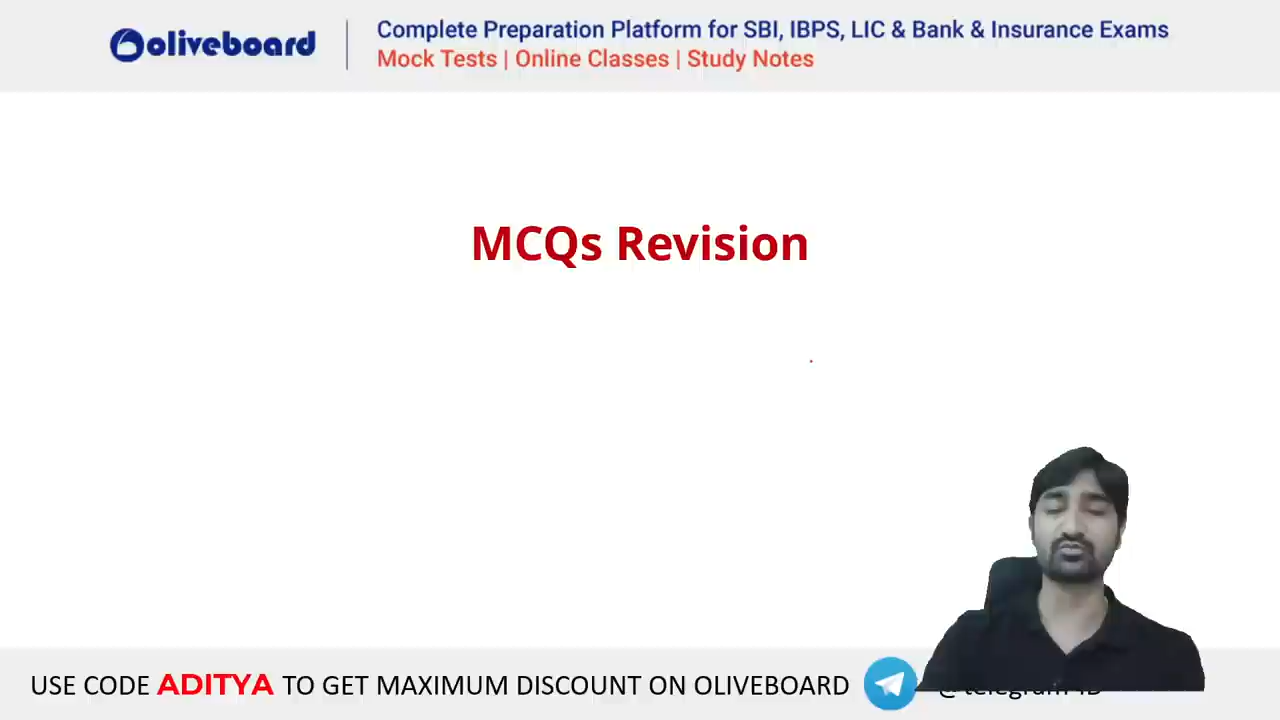 oliveboard
Complete Preparation Platform for SBI, IBPS, LIC & Bank & Insurance Exams
Mock Tests | Online Classes | Study Notes
MCQs Revision
USE CODE ADITYA TO GET MAXIMUM DISCOUNT ON OLIVEBOARD